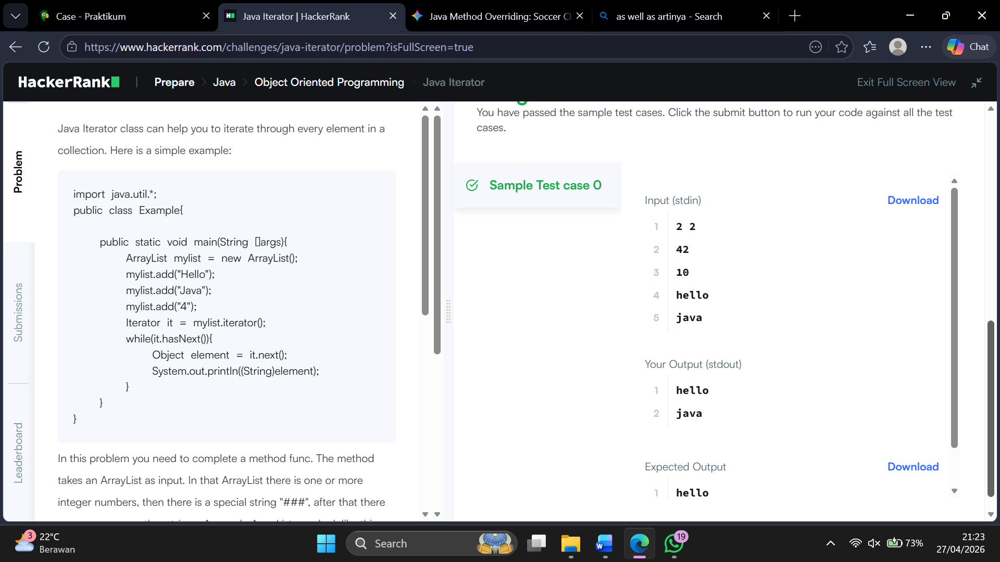 Case - Praktikum
Java Iterator | HackerRank
Java Method Overriding: Soccer Cl
as well as artinya - Search
https://www.hackerrank.com/challenges/java-iterator/problem?isFullScreen=true
Chat
HackerRank
Prepare
Java
Object Oriented Programming
Java Iterator
Exit Full Screen View
Problem
Submissions
Leaderboard
Java Iterator class can help you to iterate through every element in a
collection. Here is a simple example:
import java.util.*;
public class Example{
public static void main(String []args){
ArrayList mylist = new ArrayList();
mylist.add("Hello");
mylist.add("Java");
mylist.add("4");
Iterator it = mylist.iterator();
while(it.hasNext()){
Object element = it.next();
System.out.println((String)element);
}
}
}
In this problem you need to complete a method func. The method
takes an ArrayList as input. In that ArrayList there is one or more
integer numbers, then there is a special string "###", after that there
You have passed the sample test cases. Click the submit button to run your code against all the test
cases.
Sample Test case 0
Input (stdin)
Download
1 2 2
2 42
3 10
4 hello
5 java
Your Output (stdout)
1 hello
2 java
Expected Output
Download
1 hello
3
22°C
Berawan
Search
19
73%
21:23
27/04/2026